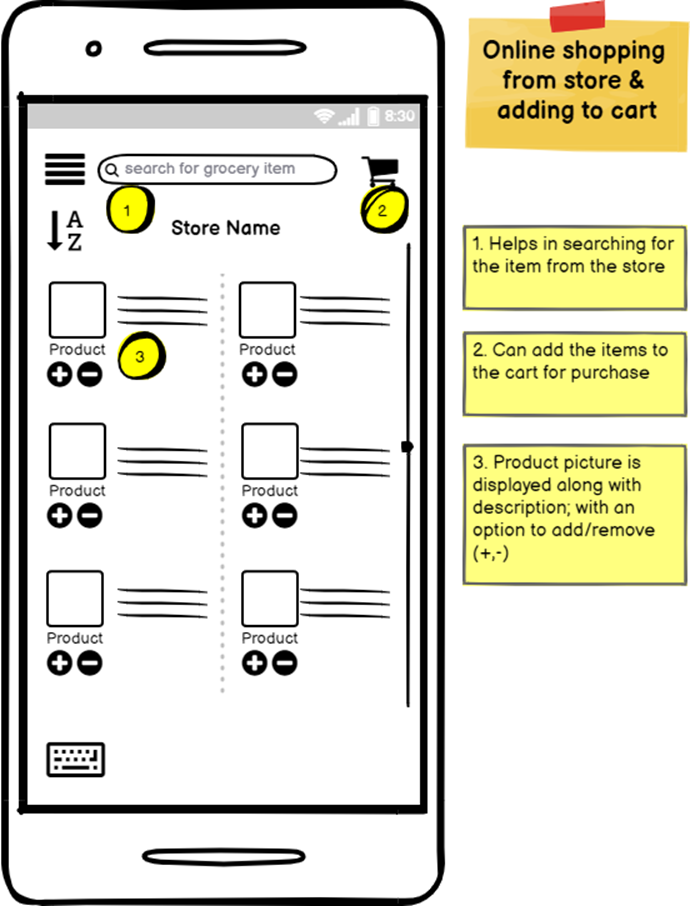 Online shopping
from store &
adding to cart
8:30
search for grocery item
1
2
A
Z
Store Name
Product
3
Product
Product
Product
Product
Product
1. Helps in searching for
the item from the store
2. Can add the items to
the cart for purchase
3. Product picture is
displayed along with
description; with an
option to add/remove
(+,-)